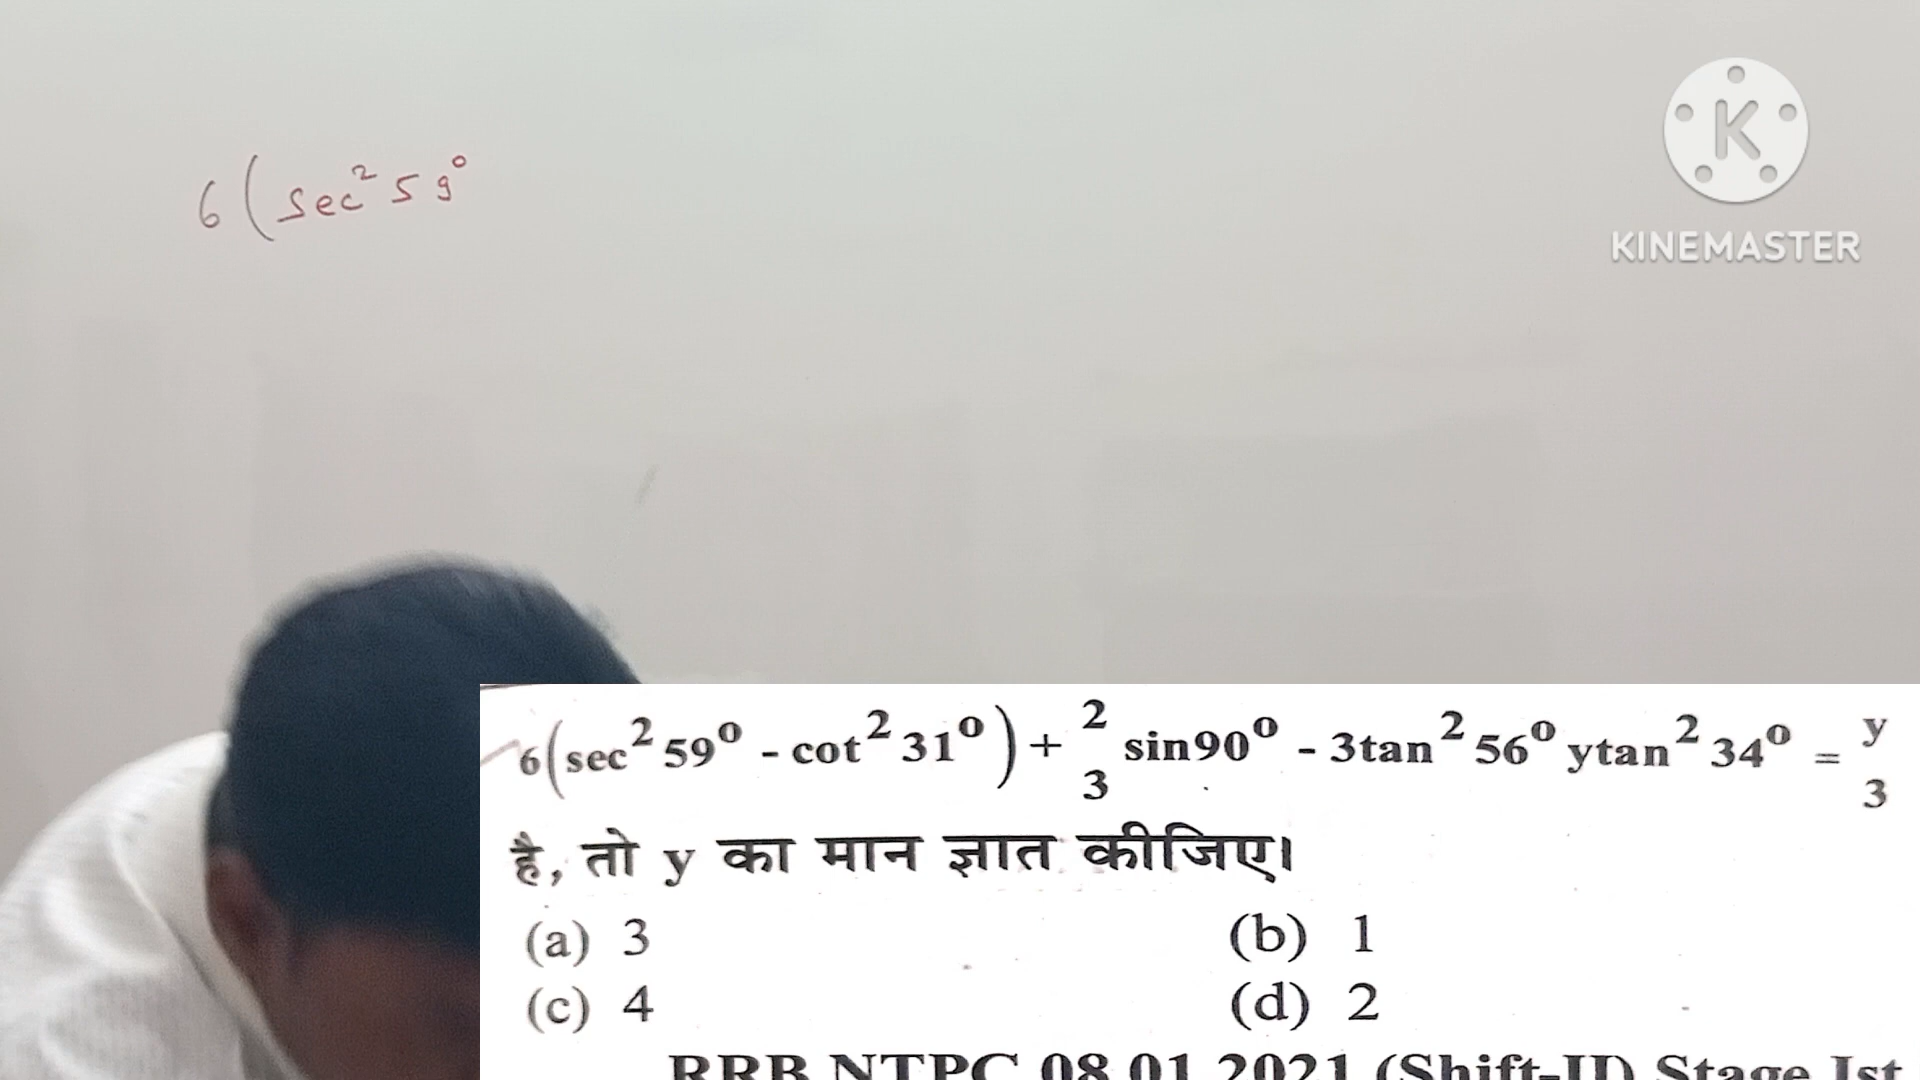 6(sec² 59°
K
KINEMASTER
6(sec² 59° - cot² 31°) + 2/3 sin90° - 3tan² 56° ytan² 34° = y/3
है, तो y का मान ज्ञात कीजिए।
(a) 3 (b) 1
(c) 4 (d) 2
RRB NTPC 08.01.2021 (Shift-II) Stage Ist